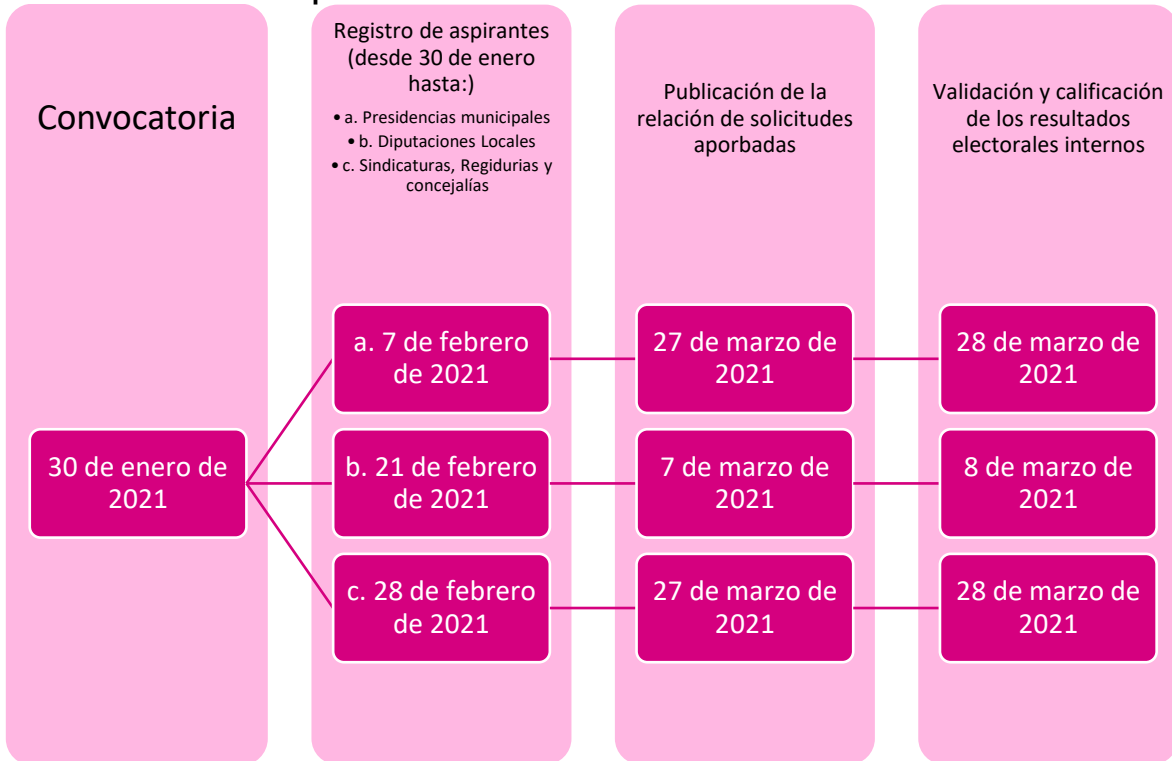 Convocatoria
30 de enero de
2021
Registro de aspirantes
(desde 30 de enero
hasta:)
• a. Presidencias municipales
• b. Diputaciones Locales
• c. Sindicaturas, Regidurias y
concejalías
a. 7 de febrero
de 2021
b. 21 de febrero
de 2021
c. 28 de febrero
de 2021
Publicación de la
relación de solicitudes
aporbadas
27 de marzo de
2021
7 de marzo de
2021
27 de marzo de
2021
Validación y calificación
de los resultados
electorales internos
28 de marzo de
2021
8 de marzo de
2021
28 de marzo de
2021